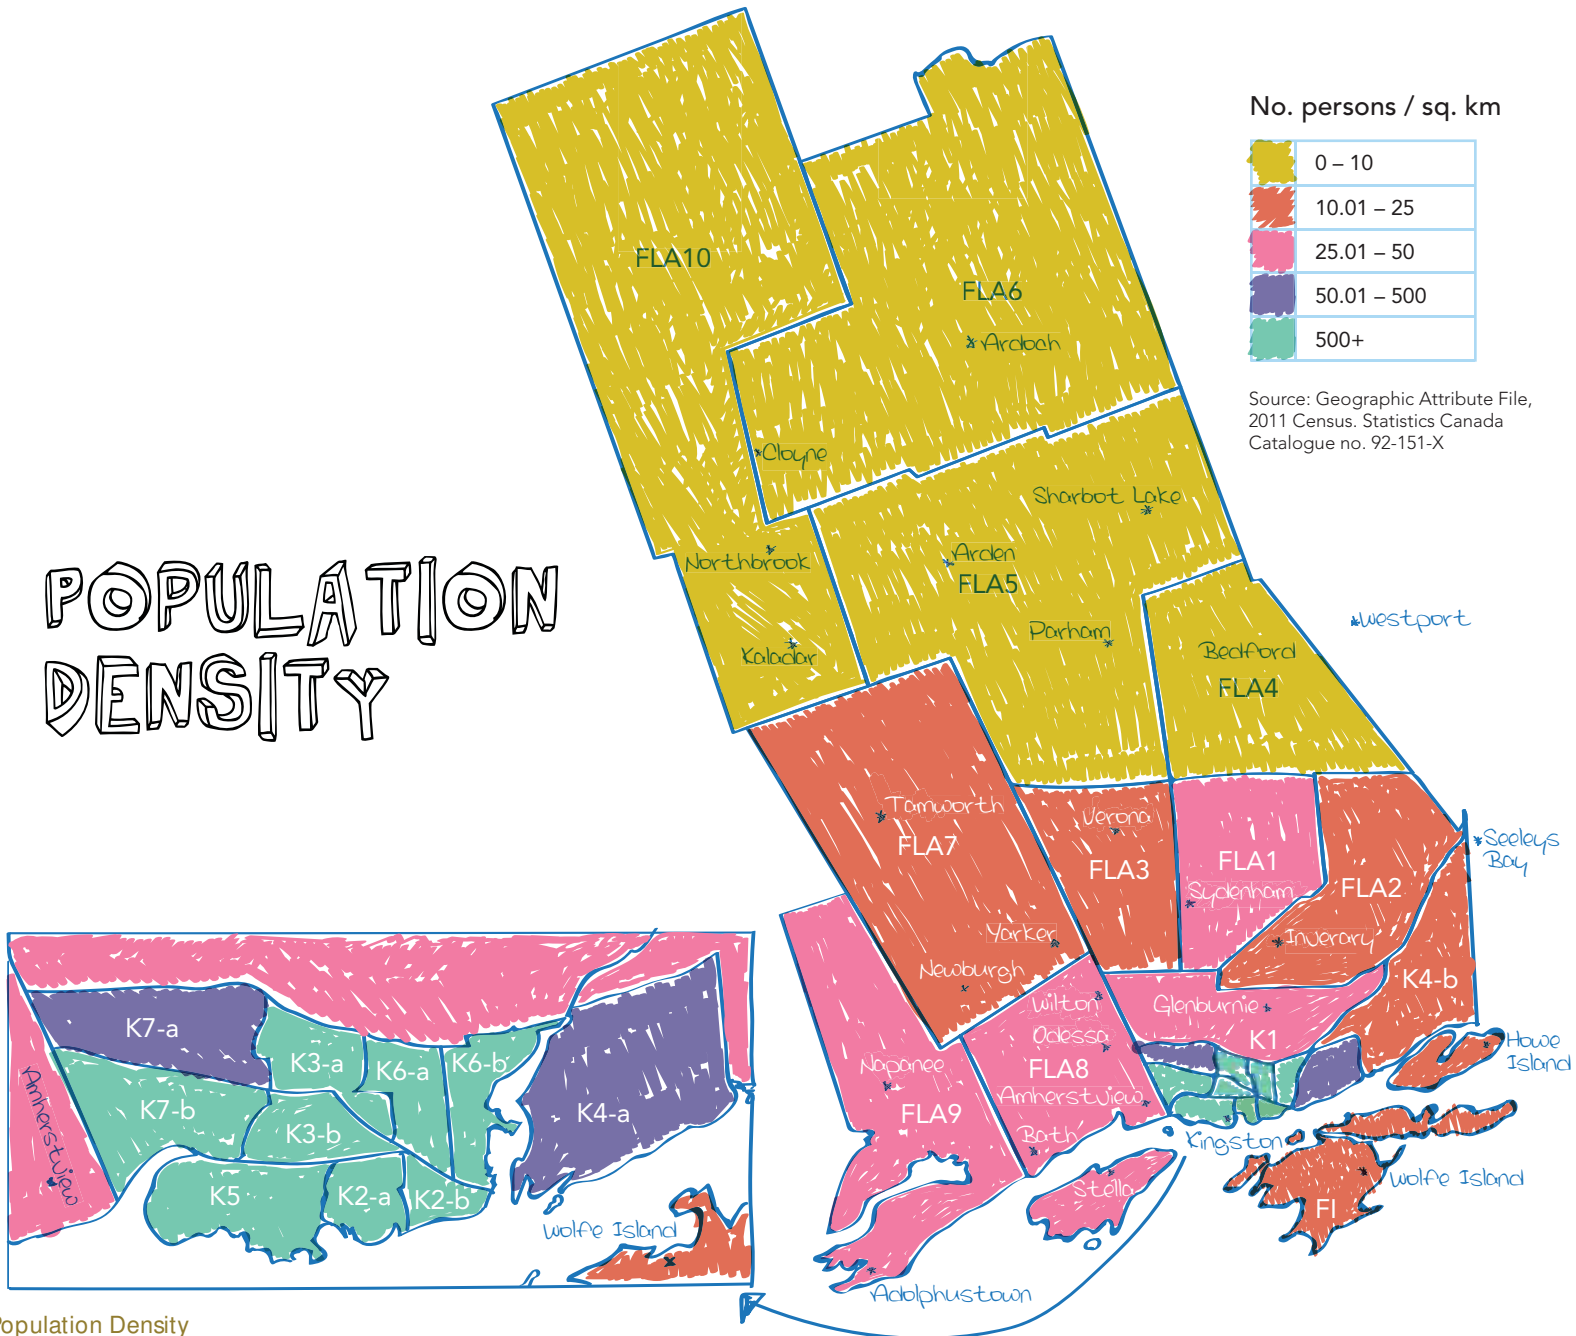 POPULATION
DENSITY
No. persons / sq. km
0 – 10
10.01 – 25
25.01 – 50
50.01 – 500
500+
Source: Geographic Attribute File,
2011 Census. Statistics Canada
Catalogue no. 92-151-X
FLA10
FLA6
Ardoch
Cloyne
Sharbot Lake
Northbrook
Arden
FLA5
Kaladar
Parham
Bedford
FLA4
Westport
Tamworth
FLA7
Verona
FLA3
FLA1
Sydenham
FLA2
Inverary
Seeleys
Bay
Yarker
Newburgh
K4-b
Wilton
Odessa
FLA8
Amherstview
Bath
Glenburnie
K1
Napanee
FLA9
Howe
Island
Kingston
Stella
Wolfe Island
FI
Adolphustown
K7-a
K3-a
K6-a
K6-b
K7-b
K3-b
K4-a
Amherstview
K5
K2-a
K2-b
Wolfe Island
Population Density